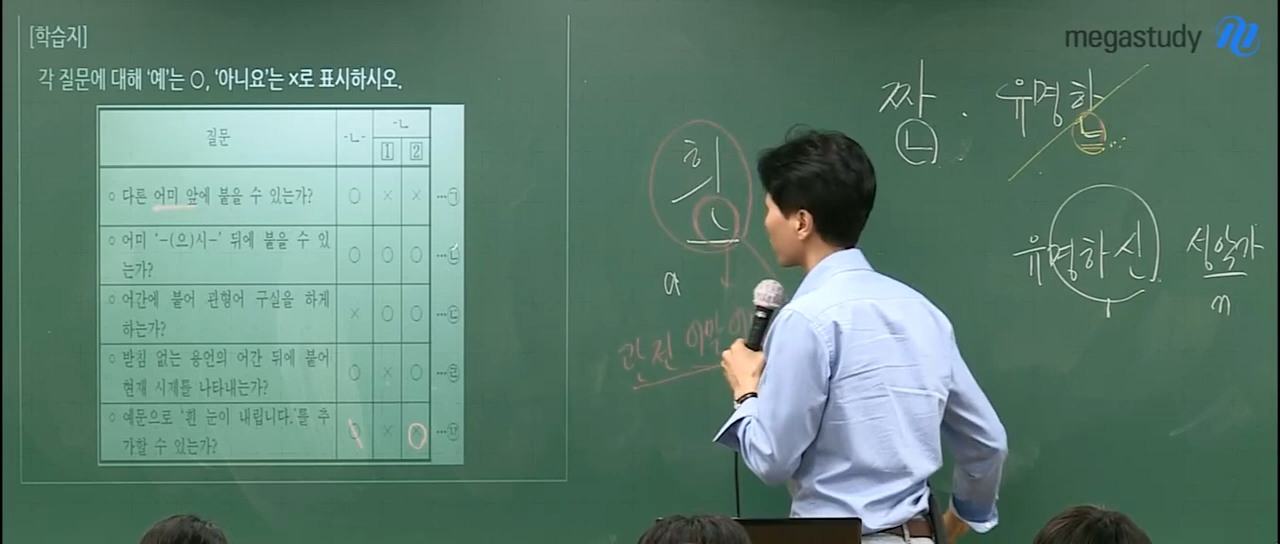 megastudy
[학습지]
각 질문에 대해 '예'는 ○, '아니요'는 ×로 표시하시오.
질문 -ㄴ- -ㄴ
1 2
○ 다른 어미 앞에 붙을 수 있는가? ○ × × …㉠
○ 어미 '-(으)시-' 뒤에 붙을 수 있
는가? ○ ○ ○ …㉡
○ 어간에 붙어 관형어 구실을 하게
하는가? × ○ ○ …㉢
○ 받침 없는 용언의 어간 뒤에 붙어
현재 시제를 나타내는가? ○ × ○ …㉣
○ 예문으로 '흰 눈이 내립니다.'를 추
가할 수 있는가? ○ × ○ …㉤
희
ㄴ
a
관전
짠. 유명한
유명하신 성악가
n